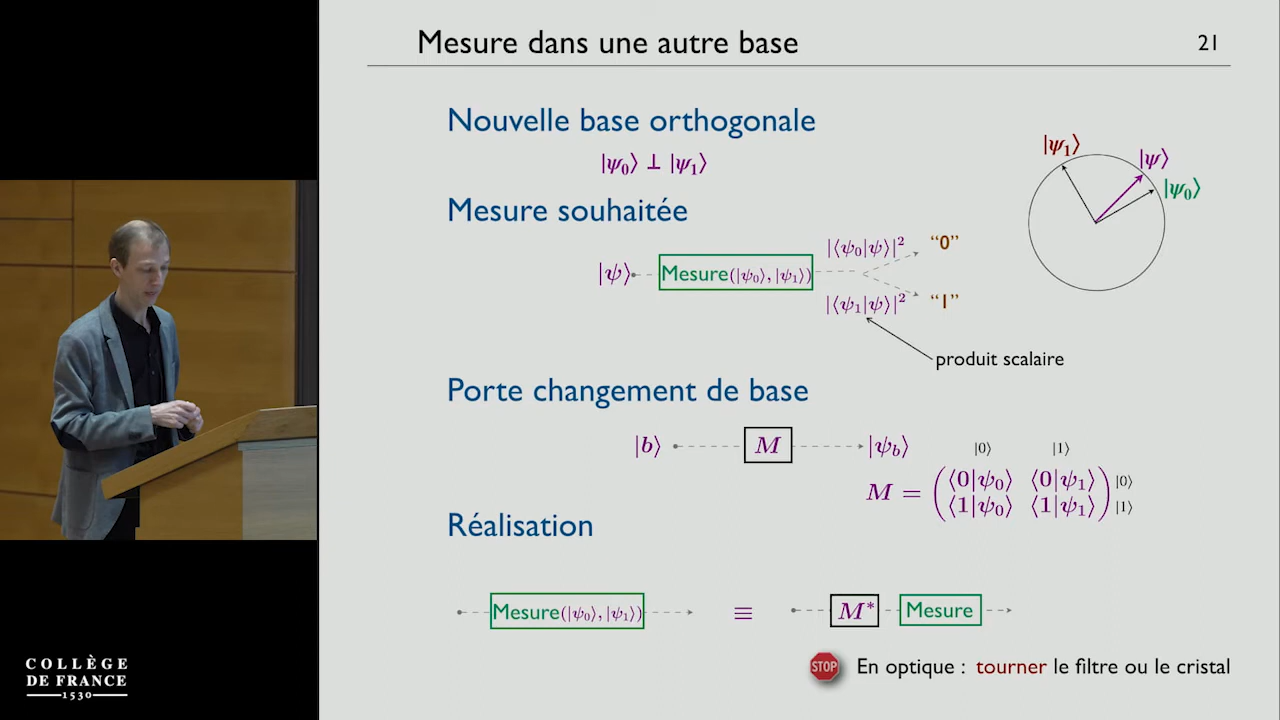 Mesure dans une autre base
21
Nouvelle base orthogonale
|ψ₀⟩ ⊥ |ψ₁⟩
|ψ₁⟩
|ψ⟩
|ψ₀⟩
Mesure souhaitée
|ψ⟩ Mesure(|ψ₀⟩, |ψ₁⟩)
|⟨ψ₀|ψ⟩|² “0”
|⟨ψ₁|ψ⟩|² “1”
produit scalaire
Porte changement de base
|b⟩ M |ψb⟩
|0⟩ |1⟩
M = (⟨0|ψ₀⟩ ⟨0|ψ₁⟩ |0⟩
⟨1|ψ₀⟩ ⟨1|ψ₁⟩) |1⟩
Réalisation
Mesure(|ψ₀⟩, |ψ₁⟩) ≡ M* Mesure
STOP En optique : tourner le filtre ou le cristal
COLLÈGE
DE FRANCE
1530